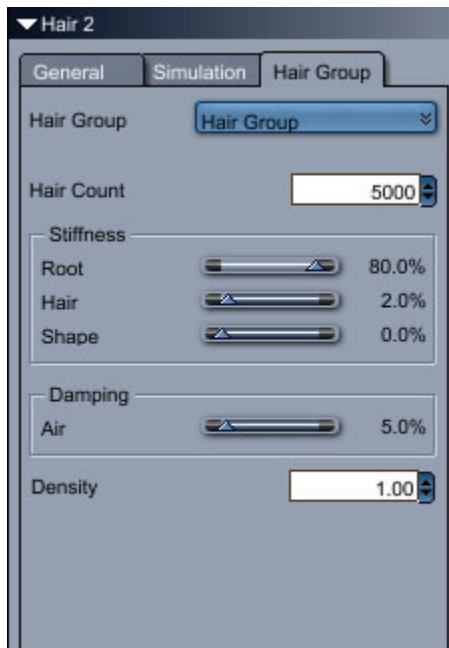 Hair 2
General Simulation Hair Group
Hair Group Hair Group
Hair Count 5000
Stiffness
Root 80.0%
Hair 2.0%
Shape 0.0%
Damping
Air 5.0%
Density 1.00